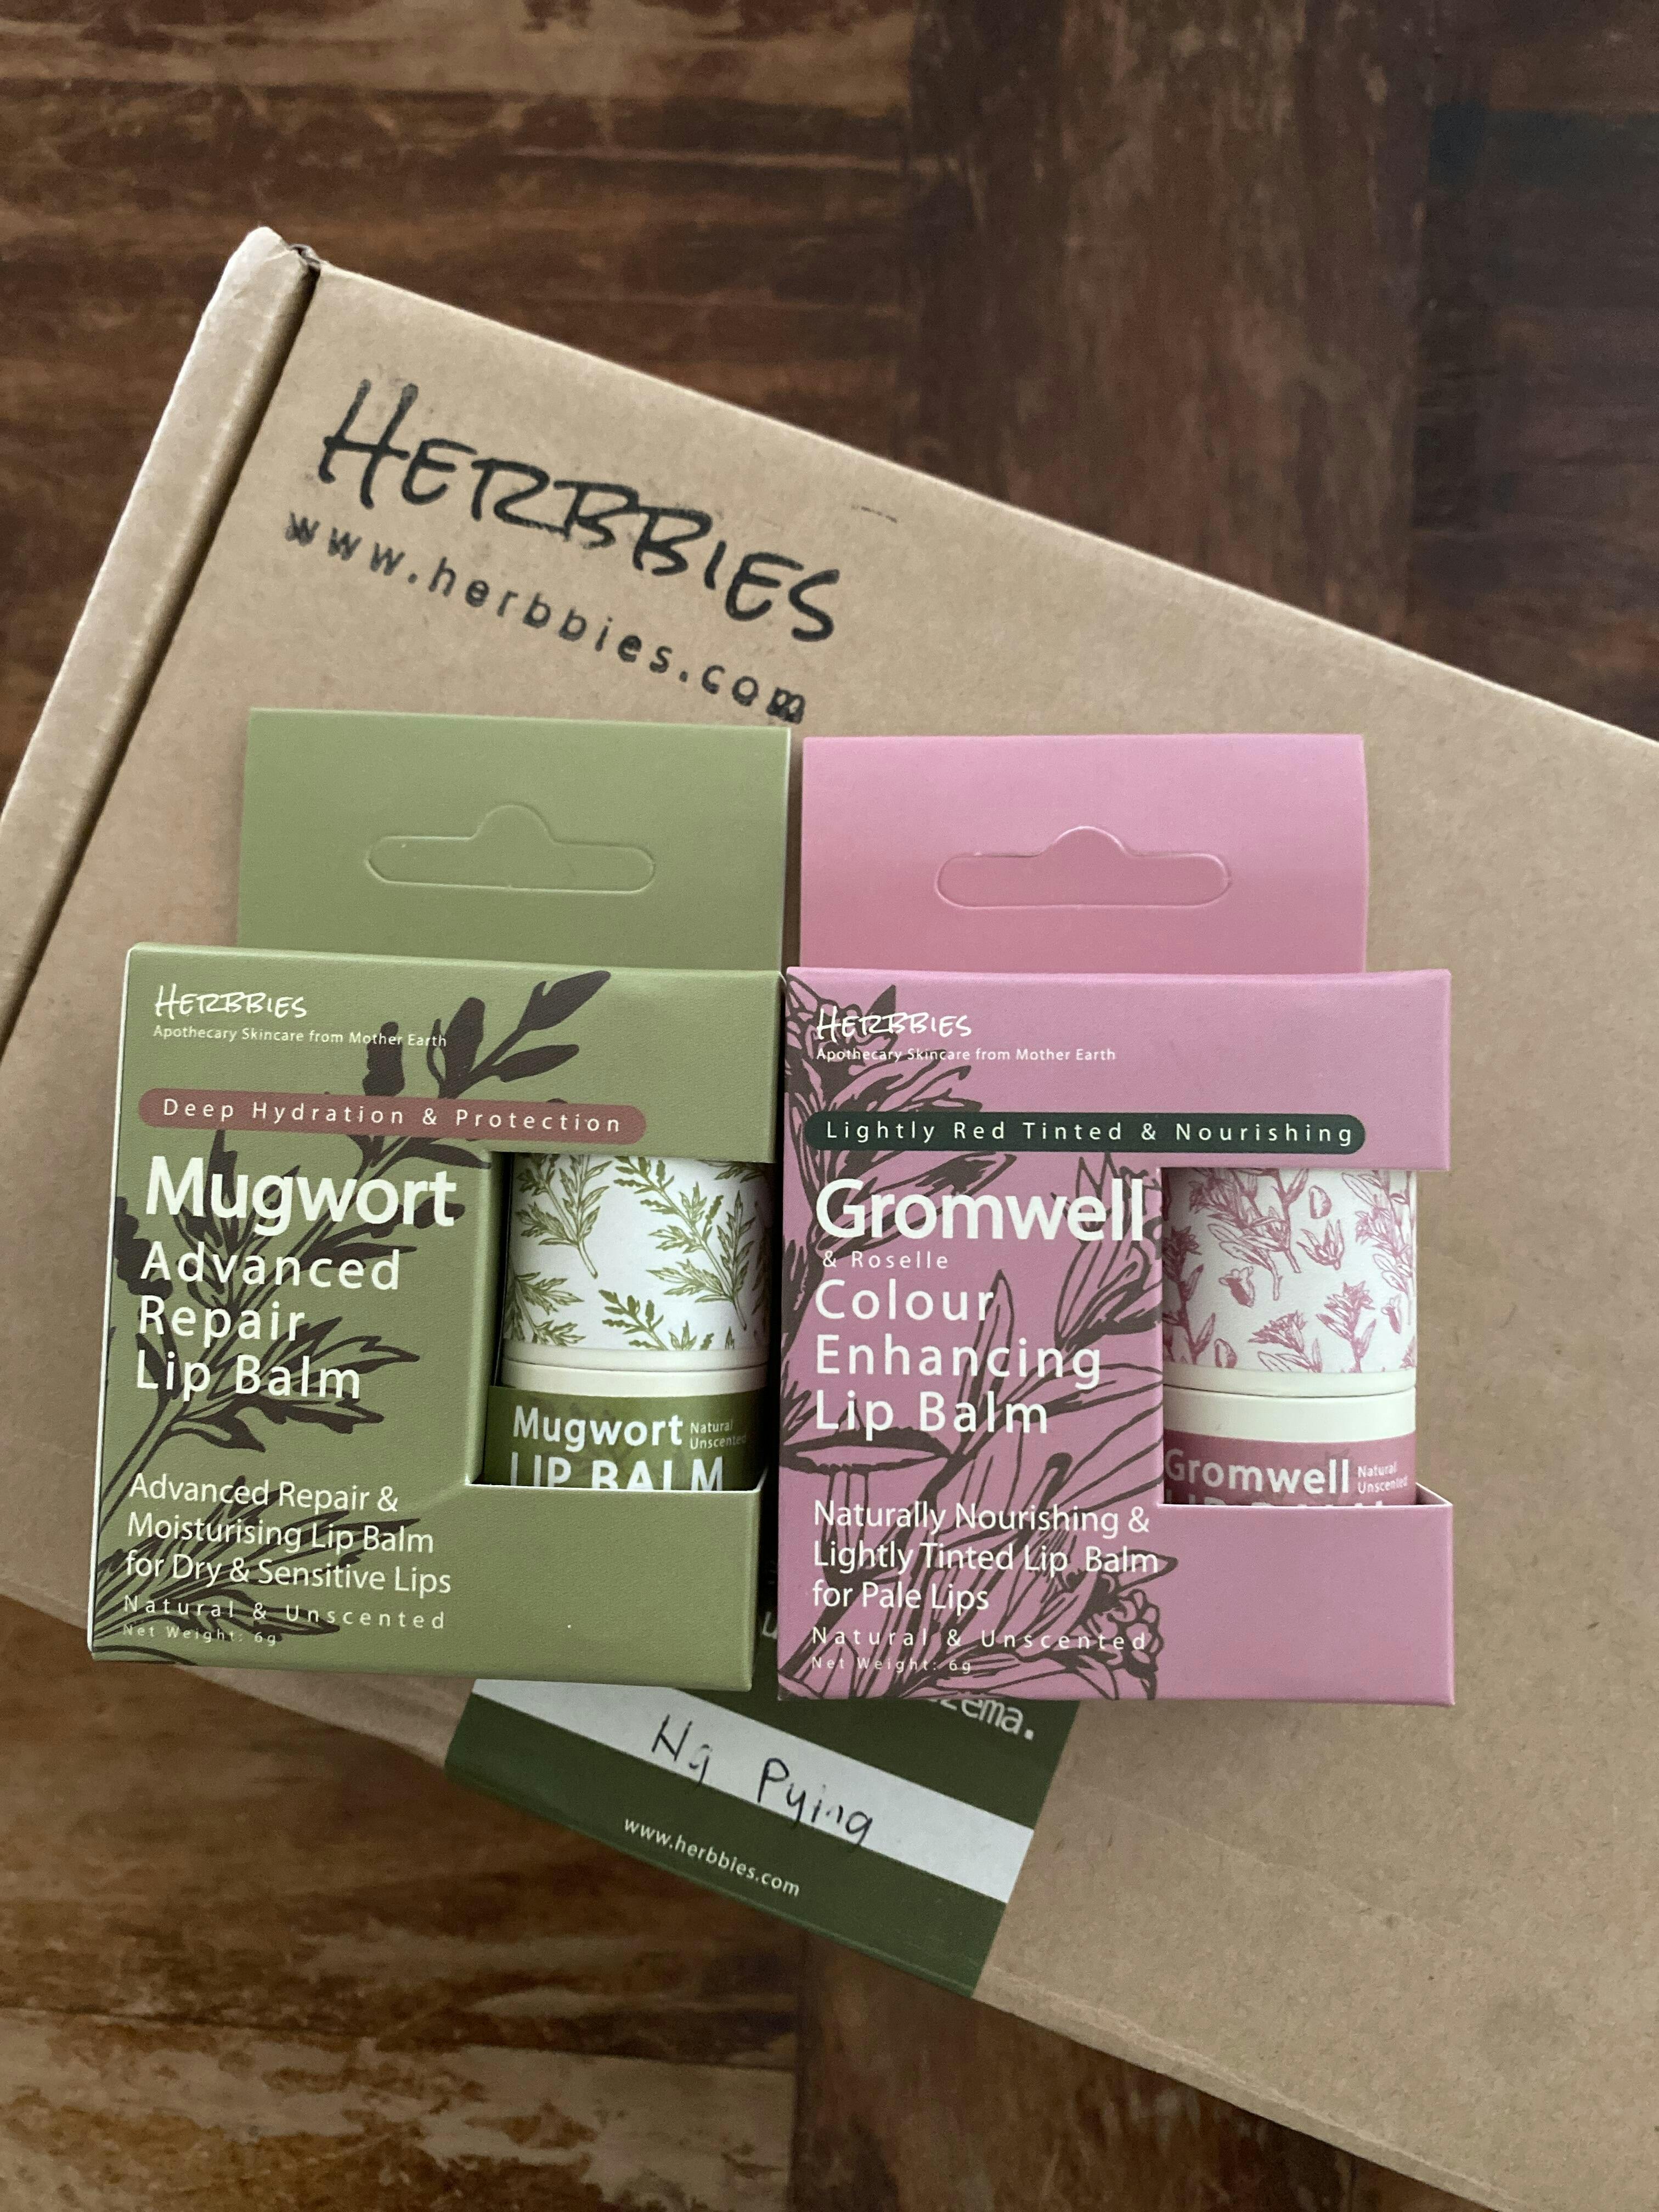 HERBBIES
www.herbbies.com
HERBBIES
Apothecary Skincare from Mother Earth
Deep Hydration & Protection
Mugwort
Advanced
Repair
Lip Balm
Mugwort Natural
Unscented
LIP BALM
Advanced Repair &
Moisturising Lip Balm
for Dry & Sensitive Lips
Natural & Unscented
Net Weight: 6g
HERBBIES
Apothecary Skincare from Mother Earth
Lightly Red Tinted & Nourishing
Gromwell
& Roselle
Colour
Enhancing
Lip Balm
Gromwell Natural
Unscented
Naturally Nourishing &
Lightly Tinted Lip Balm
for Pale Lips
Natural & Unscented
Net Weight: 6g
Ng Pying
www.herbbies.com